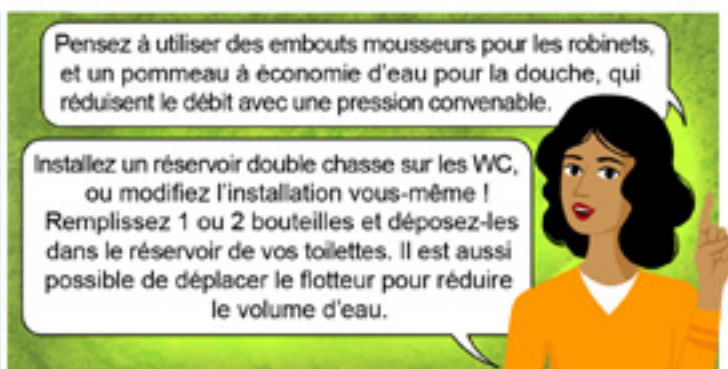 Pensez à utiliser des embouts mousseurs pour les robinets,
et un pommeau à économie d'eau pour la douche, qui
réduisent le débit avec une pression convenable.
Installez un réservoir double chasse sur les WC,
ou modifiez l'installation vous-même !
Remplissez 1 ou 2 bouteilles et déposez-les
dans le réservoir de vos toilettes. Il est aussi
possible de déplacer le flotteur pour réduire
le volume d'eau.